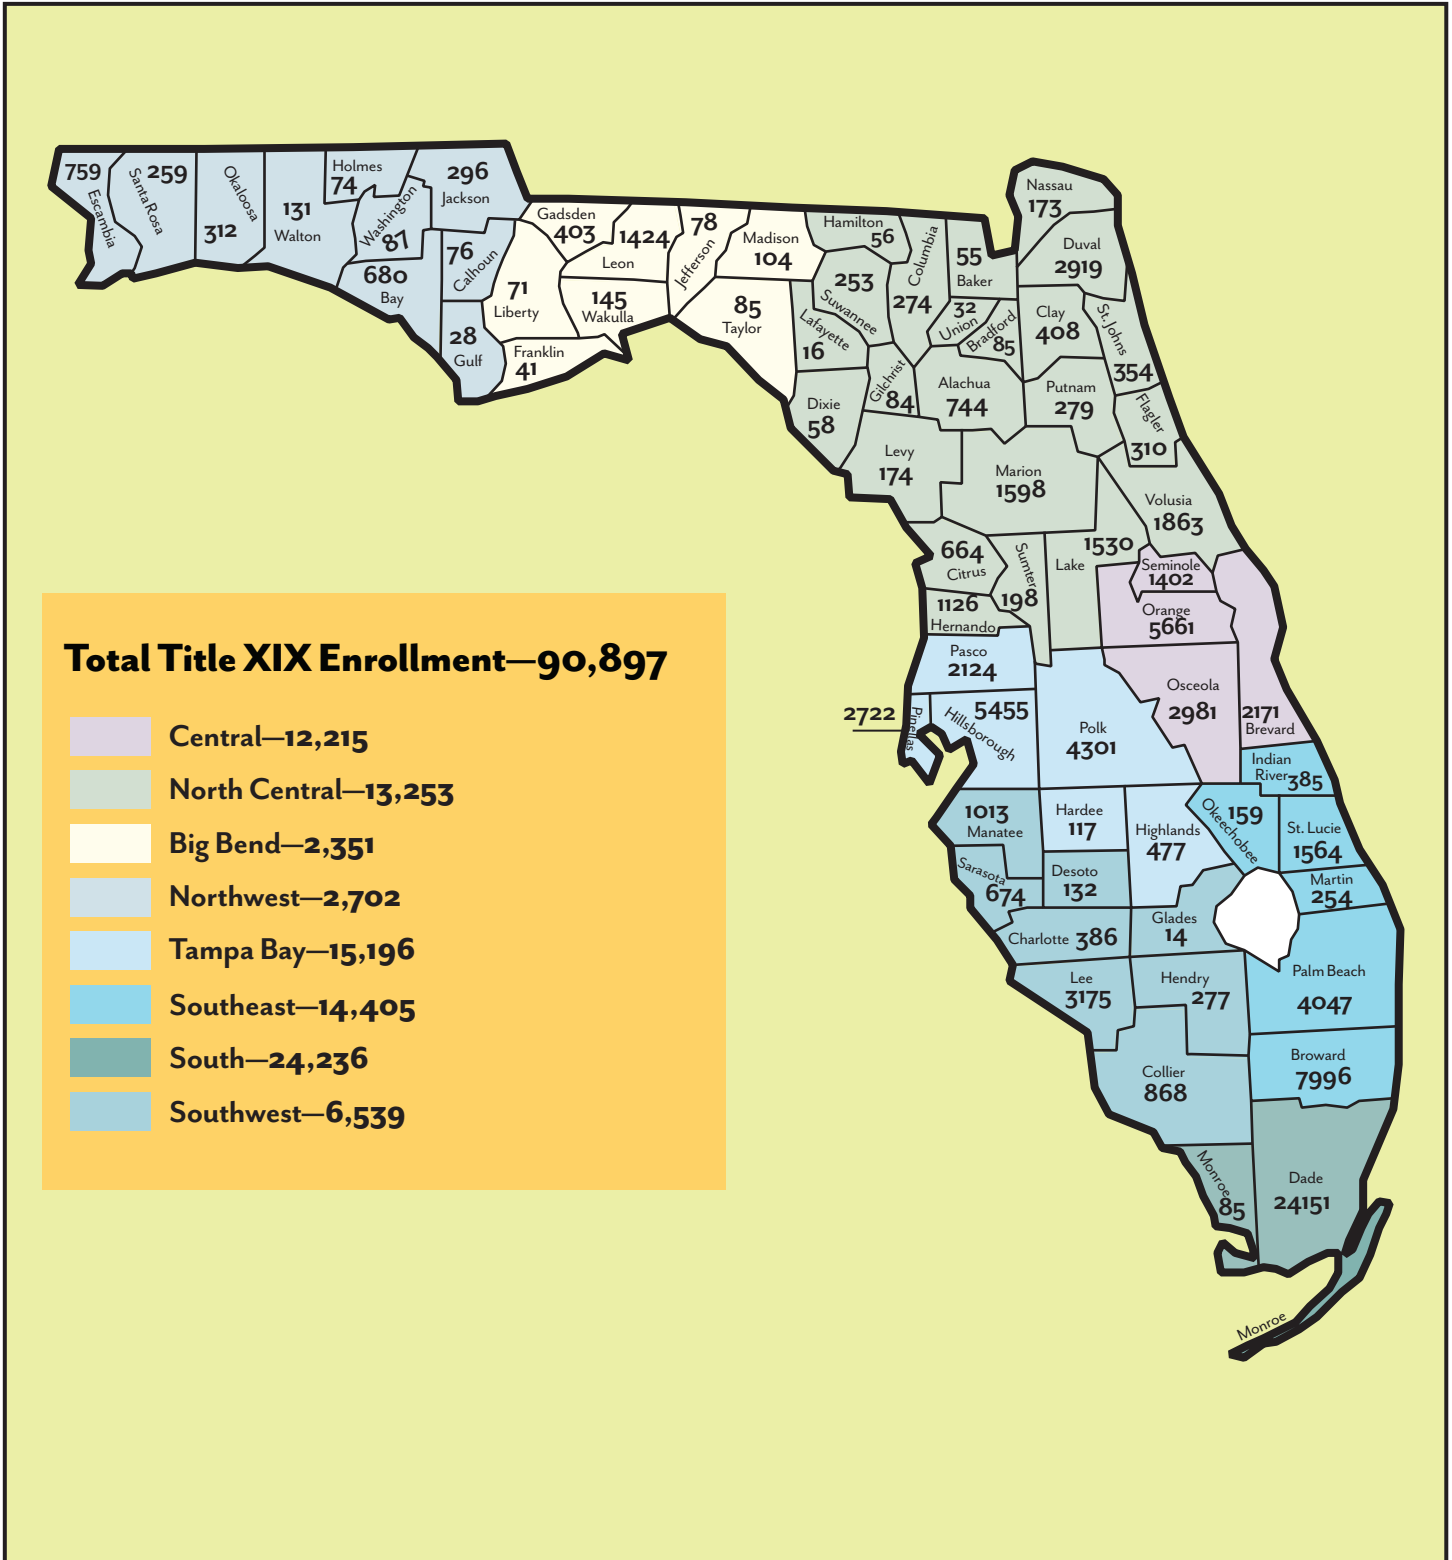 759
Escambia
Santa Rosa
259
Okaloosa
312
131
Walton
Holmes
74
Washington
87
296
Jackson
680
Bay
76
Calhoun
28
Gulf
Gadsden
403
71
Liberty
Franklin
41
1424
Leon
145
Wakulla
78
Jefferson
Madison
104
85
Taylor
Hamilton
56
253
Suwannee
Lafayette
16
Columbia
274
55
Baker
32
Union
Bradford
85
Nassau
173
Duval
2919
Clay
408
St. Johns
354
Dixie
58
Gilchrist
84
Alachua
744
Putnam
279
Flagler
310
Levy
174
Marion
1598
Volusia
1863
664
Citrus
Sumter
198
1530
Lake
Seminole
1402
1126
Hernando
Orange
5661
Pasco
2124
2722
Pinellas
5455
Hillsborough
Polk
4301
Osceola
2981
2171
Brevard
Indian
River 385
1013
Manatee
Hardee
117
Highlands
477
Okeechobee
159
St. Lucie
1564
Sarasota
674
Desoto
132
Martin
254
Charlotte 386
Glades
14
Lee
3175
Hendry
277
Palm Beach
4047
Collier
868
Broward
7996
Monroe
85
Dade
24151
Monroe
Total Title XIX Enrollment—90,897
Central—12,215
North Central—13,253
Big Bend—2,351
Northwest—2,702
Tampa Bay—15,196
Southeast—14,405
South—24,236
Southwest—6,539